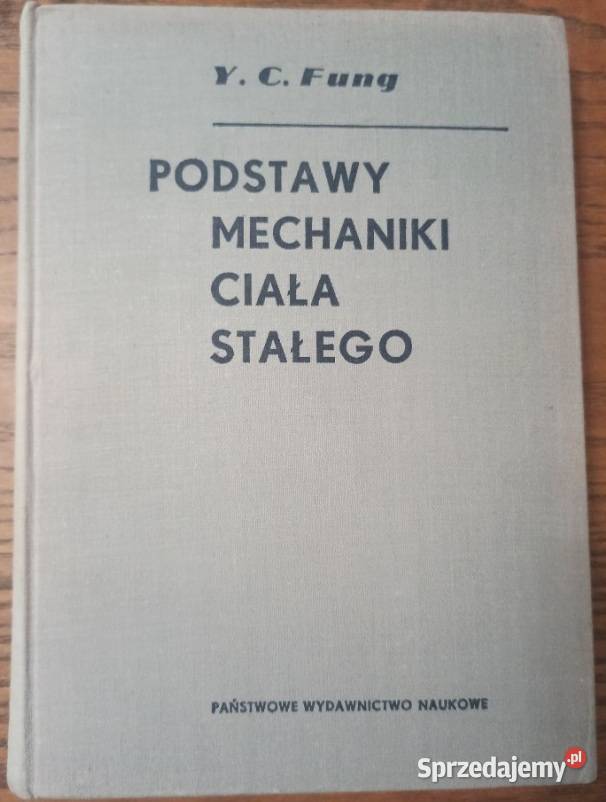 Y. C. Fung
PODSTAWY
MECHANIKI
CIAŁA
STAŁEGO
PAŃSTWOWE WYDAWNICTWO NAUKOWE
Sprzedajemy.pl